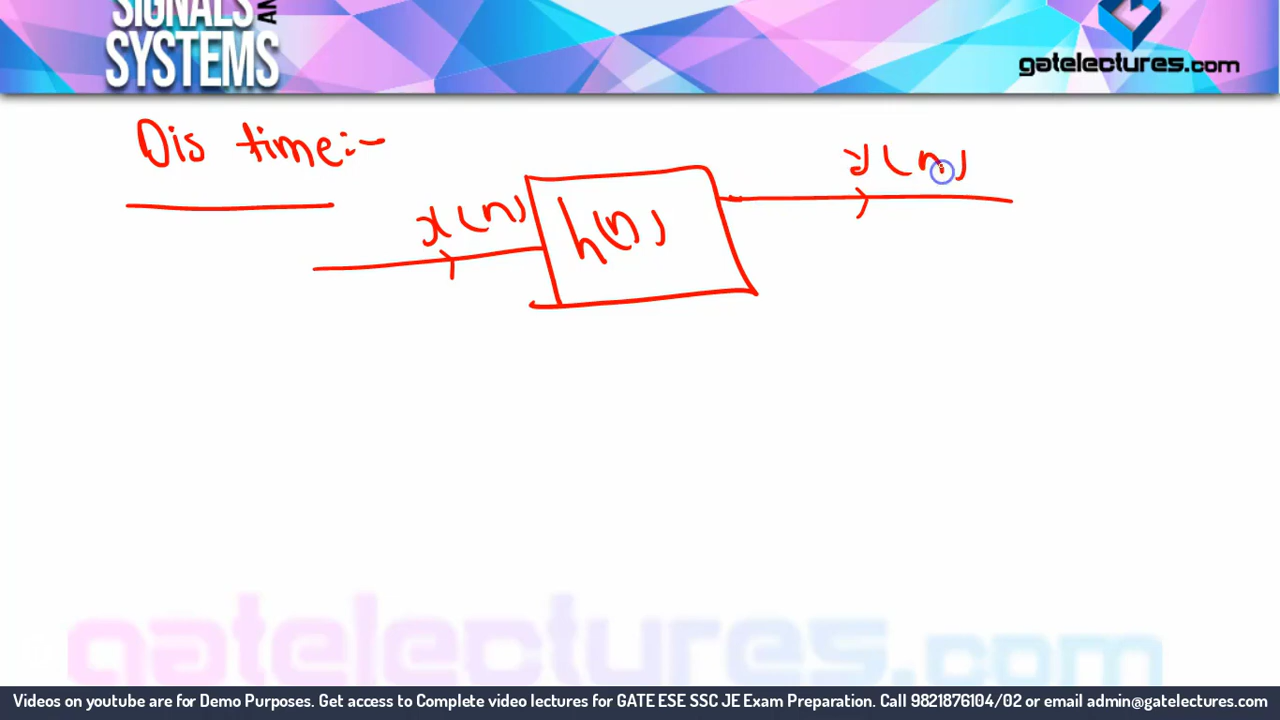 SIGNALS AND
SYSTEMS
gatelectures.com
Dis time:-
x(n)
h(n)
y(n)
gatelectures.com
Videos on youtube are for Demo Purposes. Get access to Complete video lectures for GATE ESE SSC JE Exam Preparation. Call 9821876104/02 or email admin@gatelectures.com